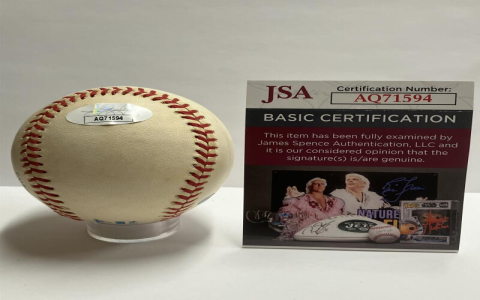 AQ71594
JSA
Certification Number:
AQ71594
BASIC CERTIFICATION
This item has been fully examined by
James Spence Authentication, LLC and
it is our considered opinion that the
signature(s) is/are genuine.
NATURE